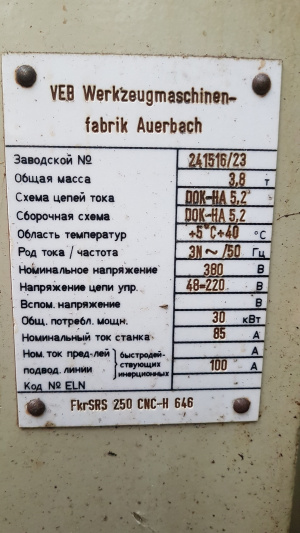 VEB Werkzeugmaschinen-
fabrik Auerbach
Заводской № 241516/23
Общая масса 3,8 т
Схема цепей тока DOK-HA 5,2
Сборочная схема DOK-HA 5,2
Область температур +5°C+40 °C
Род тока / частота 3N~/50 Гц
Номинальное напряжение 380 В
Напряжение цепи упр. 48=220 В
Вспом. напряжение В
Общ. потребл. мощн. 30 кВт
Номинальный ток станка 85 А
Ном. ток пред-лей } быстродей- А
подвод. линии } ствующих инерционных 100 А
Код № ELN
FkrSRS 250 CNC-H 646